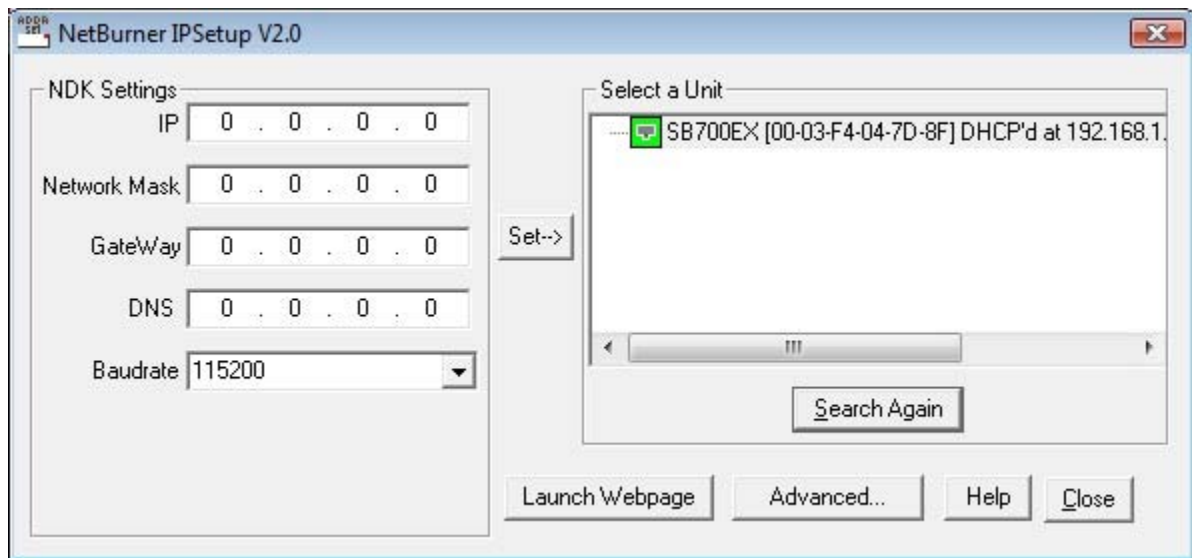 NetBurner IPSetup V2.0
NDK Settings
IP 0 . 0 . 0 . 0
Network Mask 0 . 0 . 0 . 0
GateWay 0 . 0 . 0 . 0
DNS 0 . 0 . 0 . 0
Baudrate 115200
Set-->
Select a Unit
SB700EX [00-03-F4-04-7D-8F] DHCP'd at 192.168.1.
Search Again
Launch Webpage
Advanced...
Help
Close